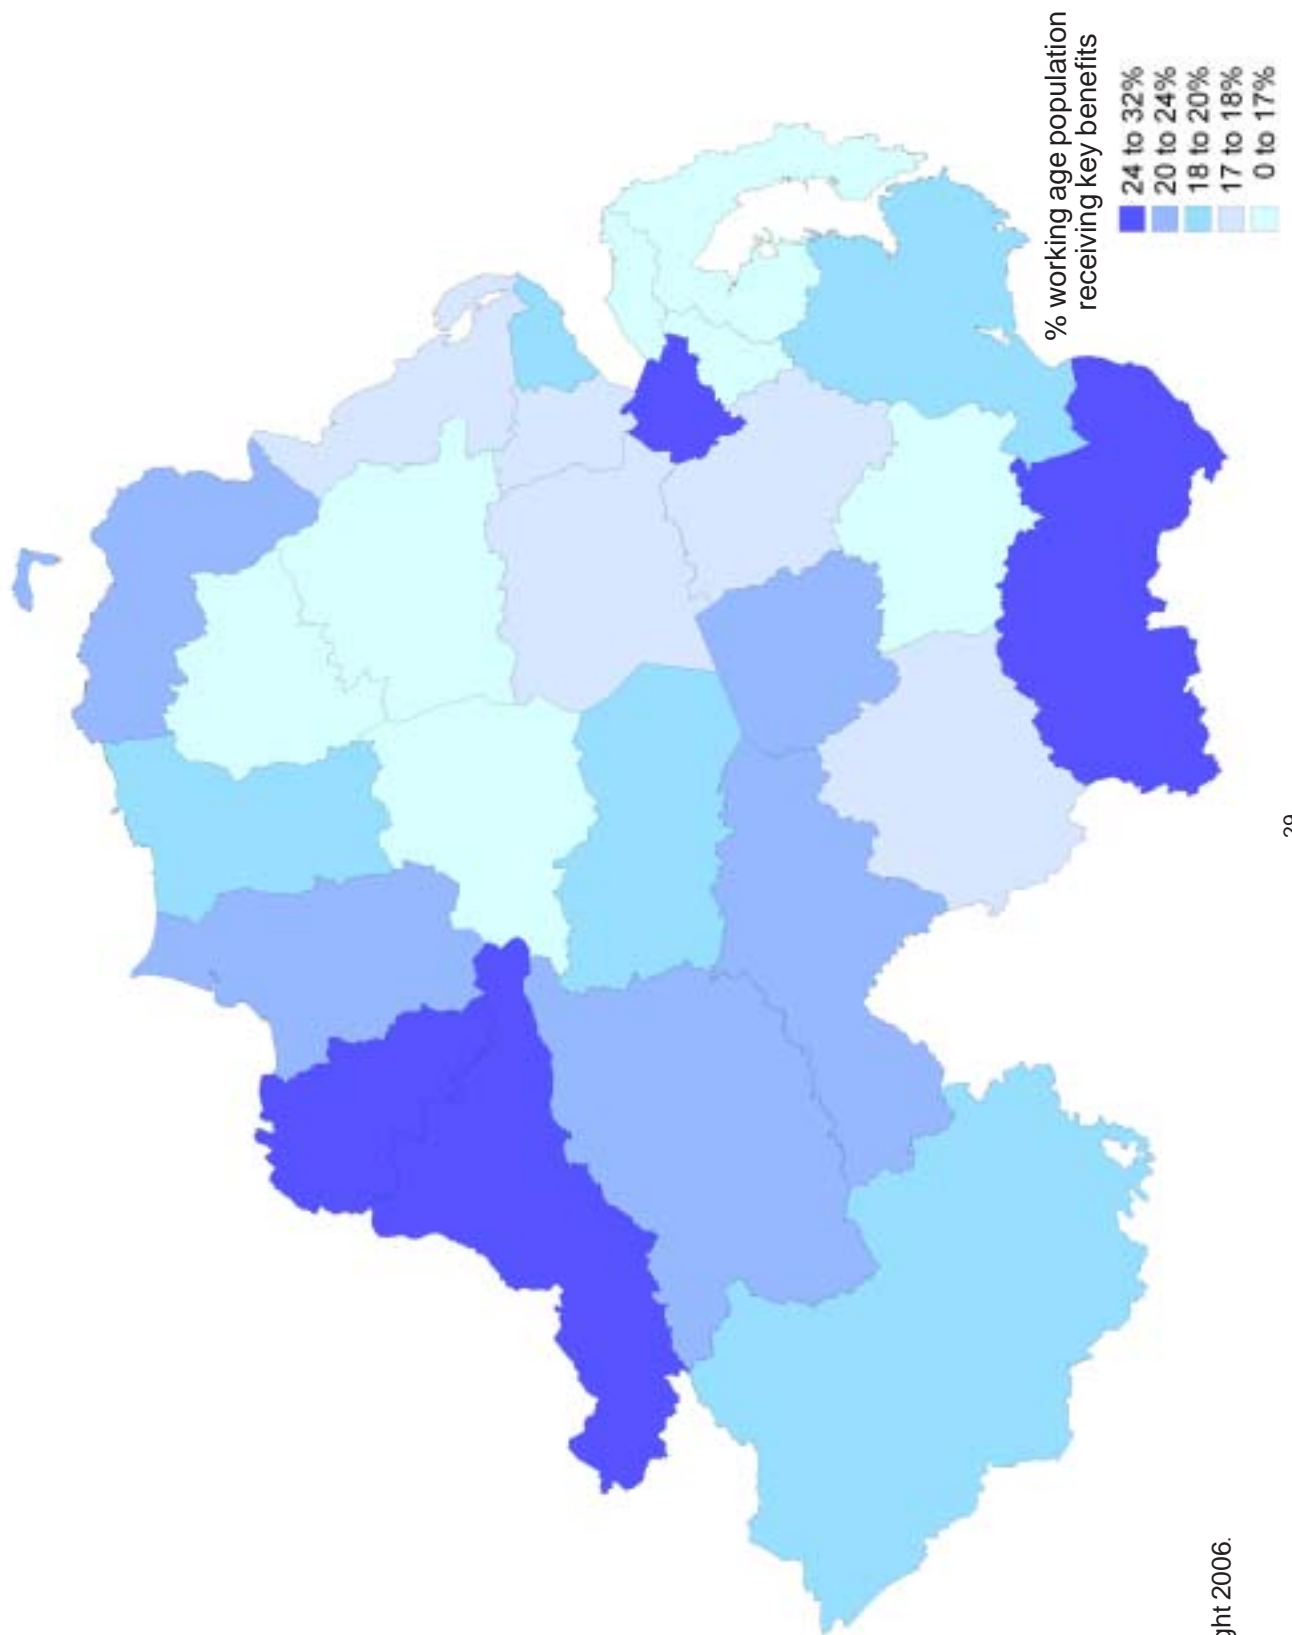 % working age population
receiving key benefits
24 to 32%
20 to 24%
18 to 20%
17 to 18%
0 to 17%
ght 2006.